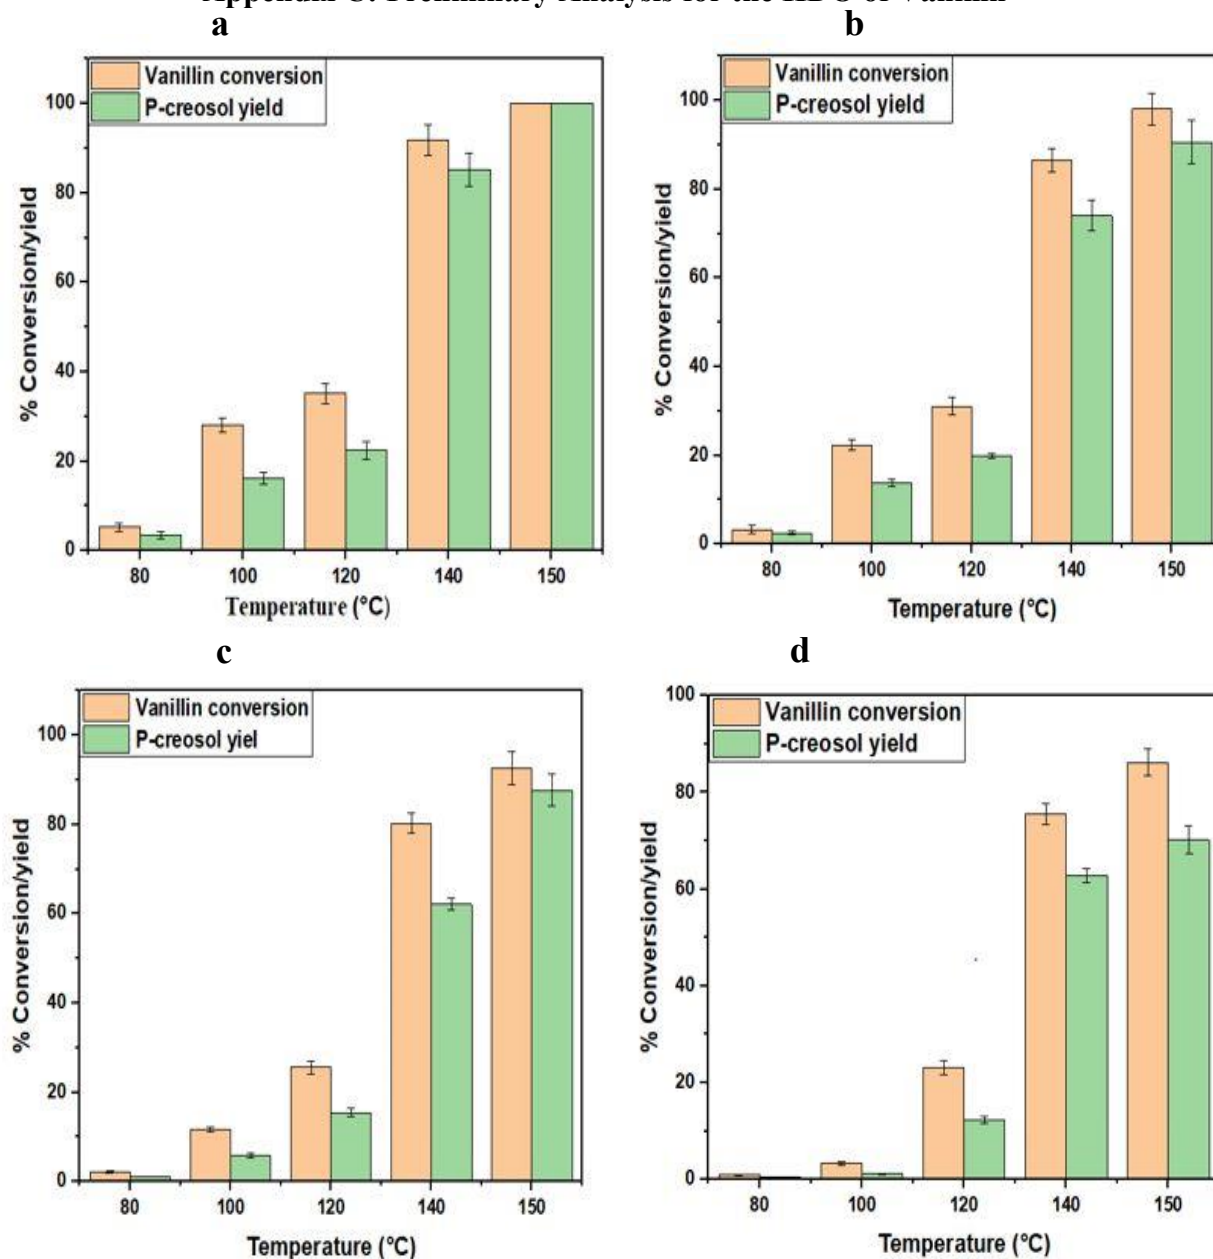 Appendix C: Preliminary Analysis for the HDO of Vanillin
a
Vanillin conversion
P-creosol yield
% Conversion/yield
100
80
60
40
20
0
80 100 120 140 150
Temperature (°C)
b
Vanillin conversion
P-creosol yield
% Conversion/yield
100
80
60
40
20
0
80 100 120 140 150
Temperature (°C)
c
Vanillin conversion
P-creosol yiel
% Conversion/yield
100
80
60
40
20
0
80 100 120 140 150
Temperature (°C)
d
Vanillin conversion
P-creosol yield
% Conversion/yield
100
80
60
40
20
0
80 100 120 140 150
Temperature (°C)